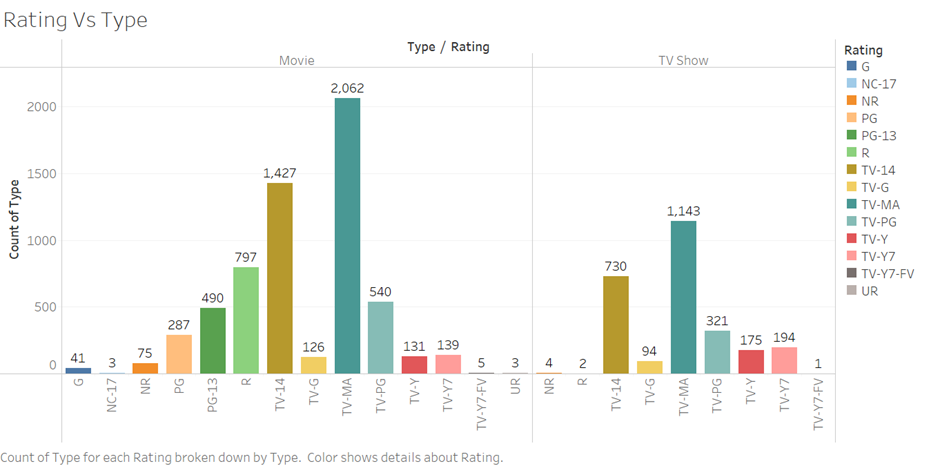 Rating Vs Type
Type / Rating
Movie
TV Show
Count of Type
2000
1500
1000
500
0
41
3
75
287
490
797
1,427
126
2,062
540
131
139
5
3
4
2
730
94
1,143
321
175
194
1
G
NC-17
NR
PG
PG-13
R
TV-14
TV-G
TV-MA
TV-PG
TV-Y
TV-Y7
TV-Y7-FV
UR
NR
R
TV-14
TV-G
TV-MA
TV-PG
TV-Y
TV-Y7
TV-Y7-FV
Rating
G
NC-17
NR
PG
PG-13
R
TV-14
TV-G
TV-MA
TV-PG
TV-Y
TV-Y7
TV-Y7-FV
UR
Count of Type for each Rating broken down by Type. Color shows details about Rating.